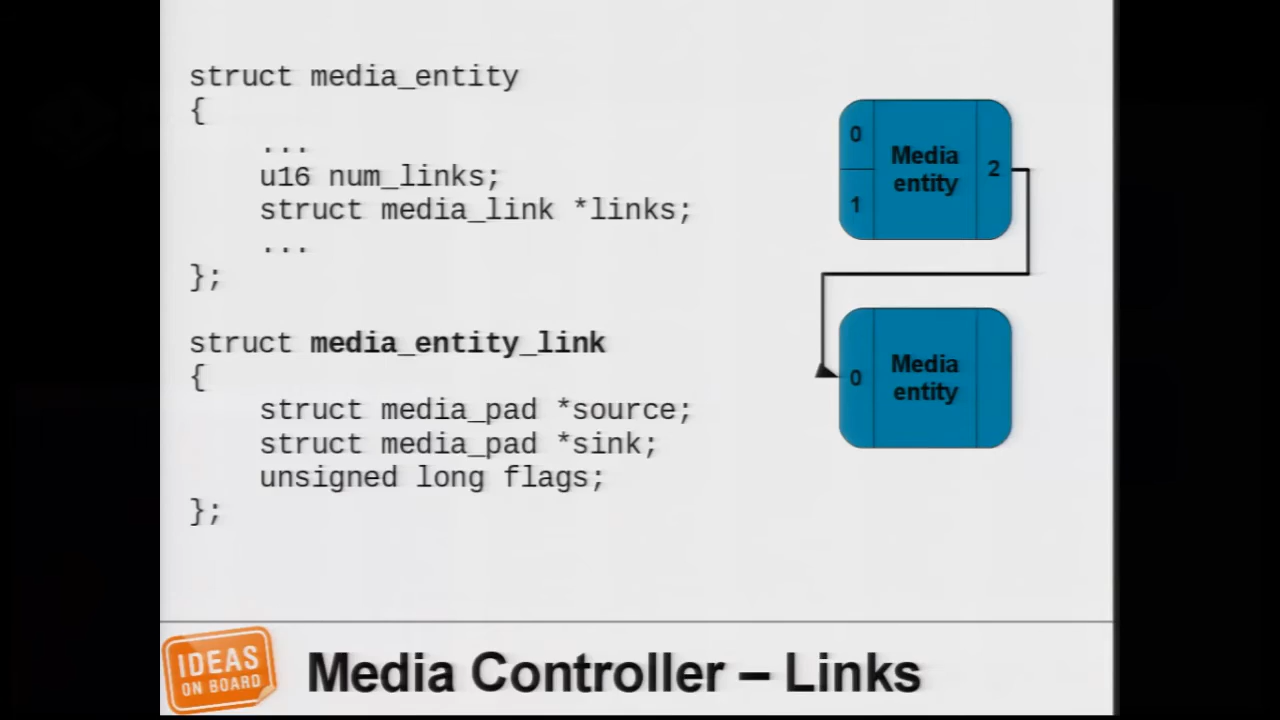 struct media_entity
{
...
u16 num_links;
struct media_link *links;
...
};
struct media_entity_link
{
struct media_pad *source;
struct media_pad *sink;
unsigned long flags;
};
0
1
Media
entity
2
0
Media
entity
IDEAS
ON BOARD
Media Controller – Links